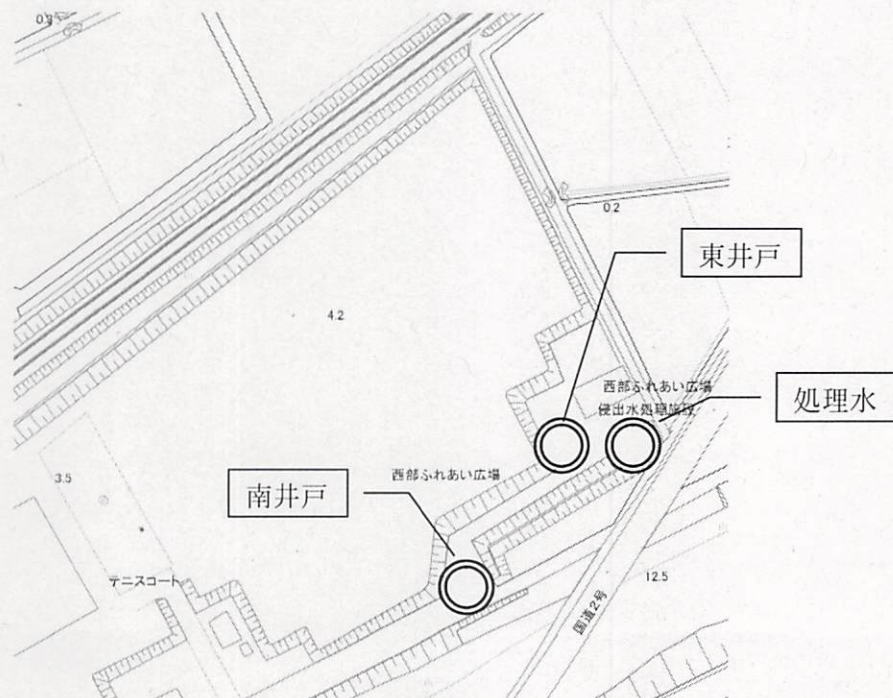 0.2
東井戸
4.2
西部ふれあい広場
浸出水処理施設
処理水
3.5
西部ふれあい広場
南井戸
テニスコート
12.5
国道2号